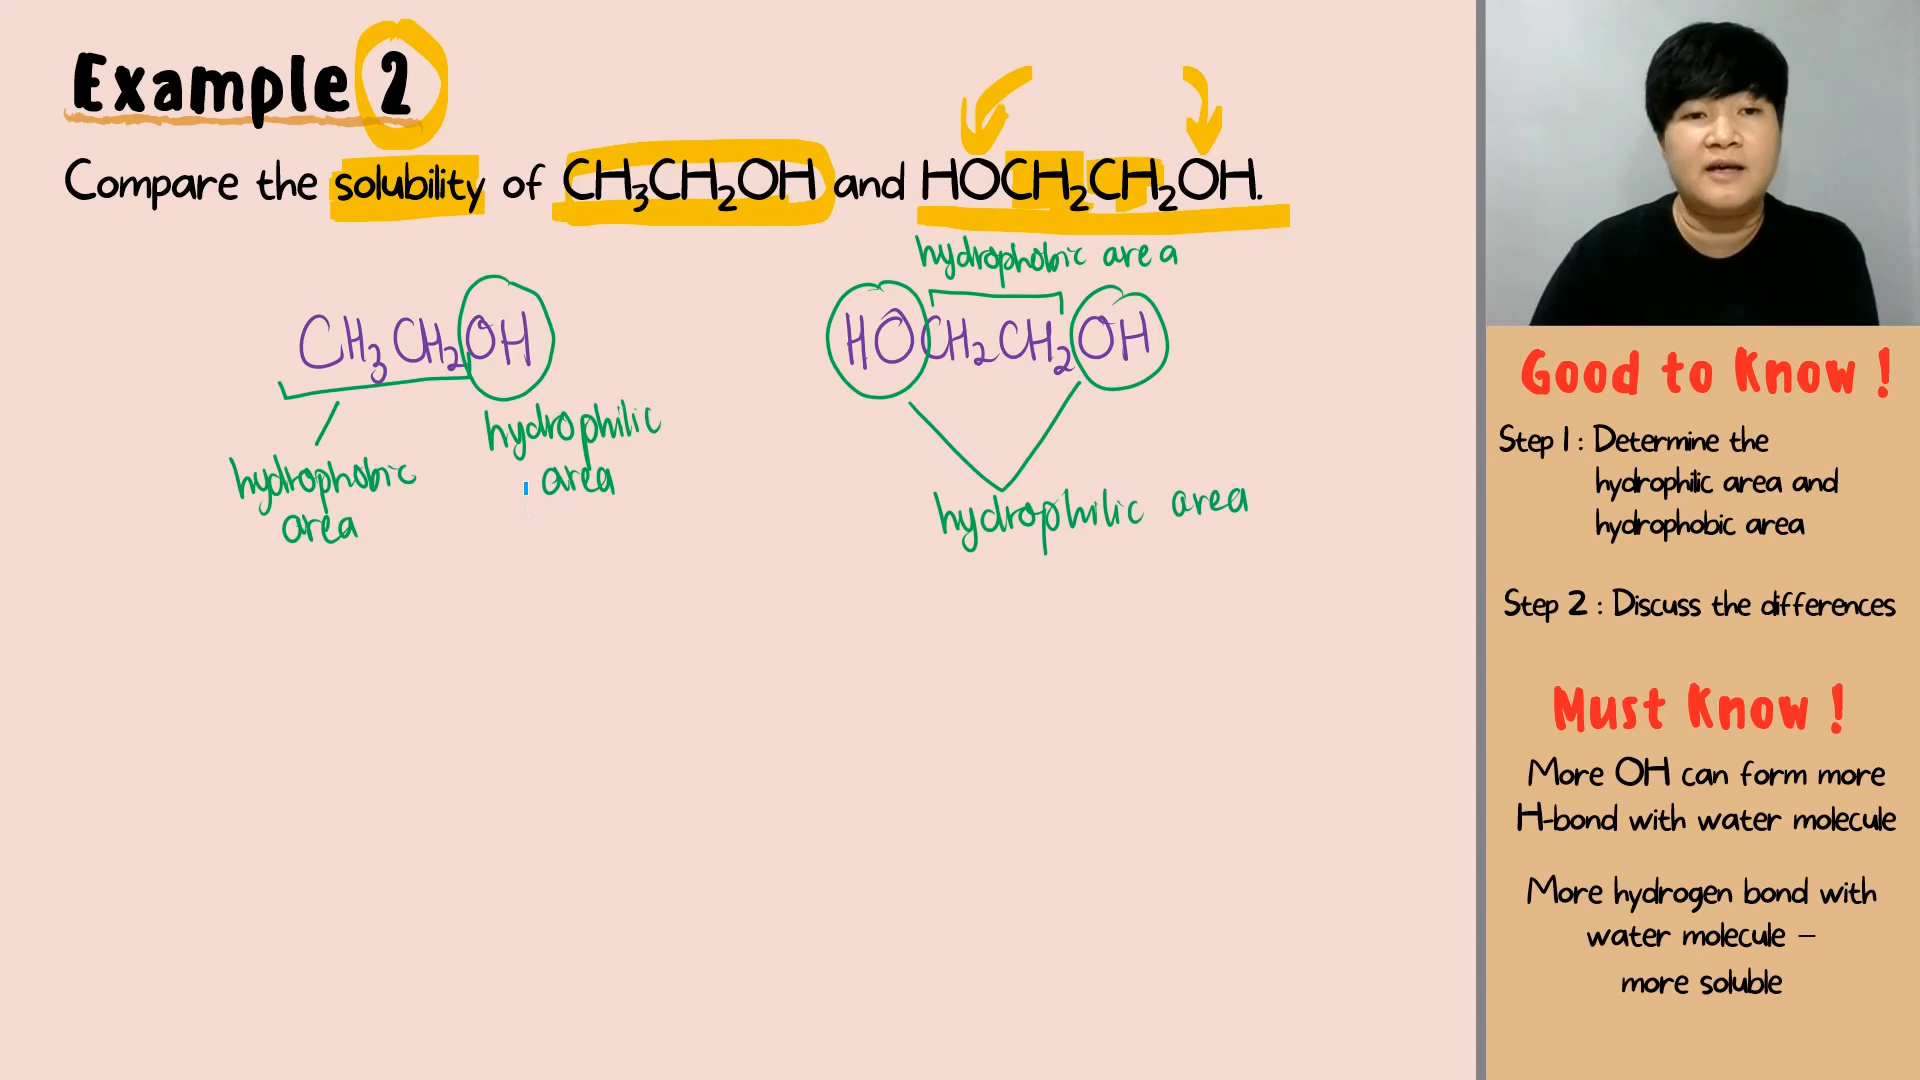 Example 2
Compare the solubility of CH₃CH₂OH and HOCH₂CH₂OH.
hydrophobic area
CH₃CH₂OH
HOCH₂CH₂OH
hydrophilic
area
hydrophobic
area
hydrophilic area
Good to Know !
Step 1 : Determine the
hydrophilic area and
hydrophobic area
Step 2 : Discuss the differences
Must Know !
More OH can form more
H-bond with water molecule
More hydrogen bond with
water molecule –
more soluble